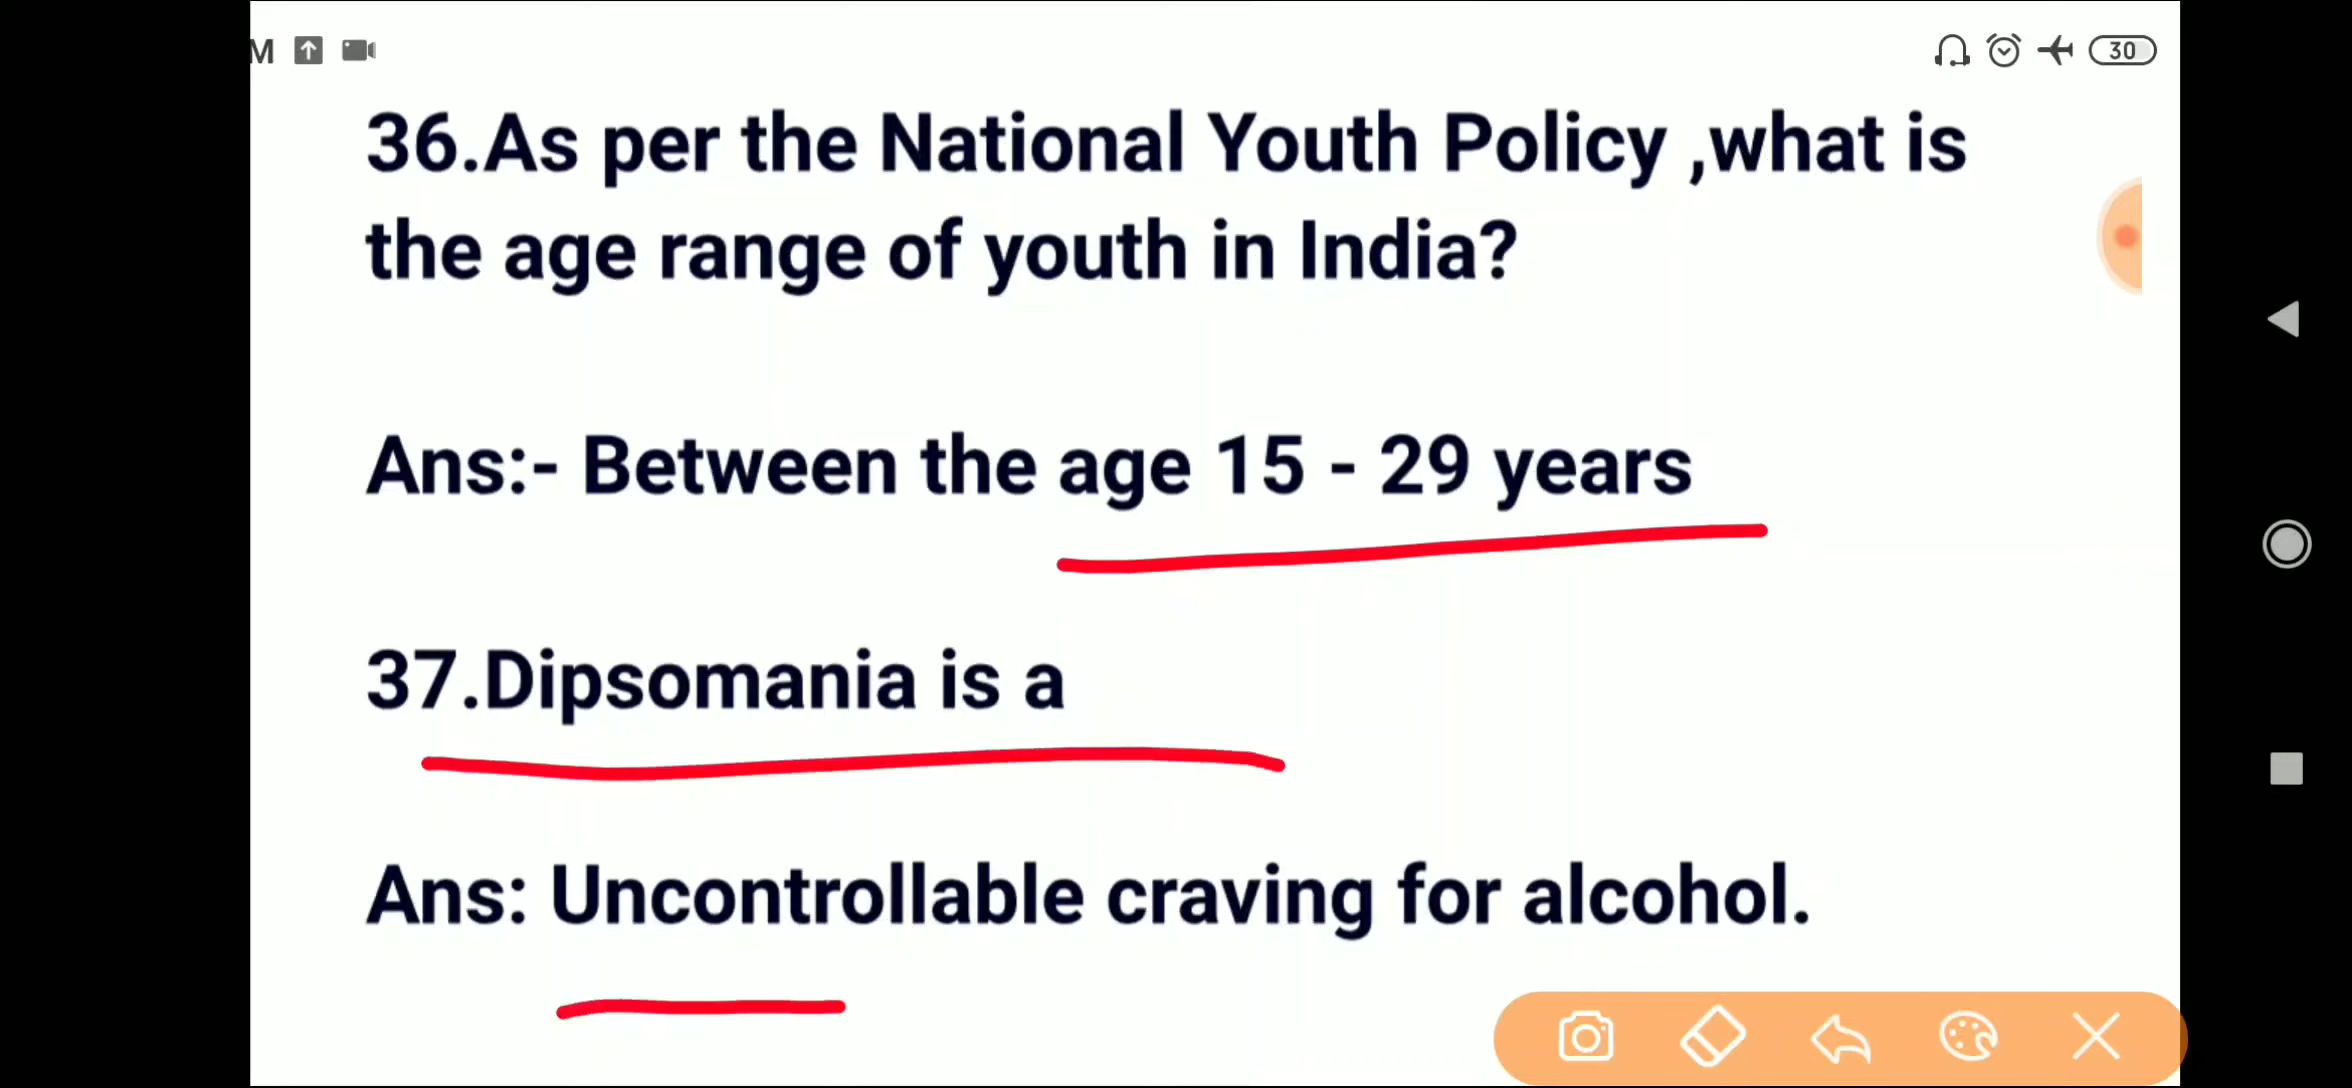 M
30
36.As per the National Youth Policy ,what is
the age range of youth in India?
Ans:- Between the age 15 - 29 years
37.Dipsomania is a
Ans: Uncontrollable craving for alcohol.